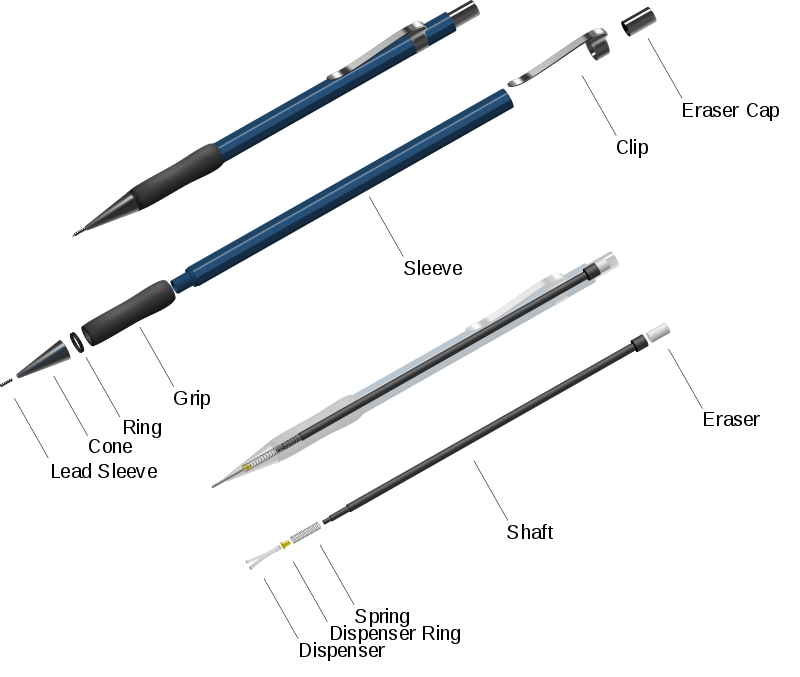 Eraser Cap
Clip
Sleeve
Grip
Ring
Cone
Lead Sleeve
Eraser
Shaft
Spring
Dispenser Ring
Dispenser